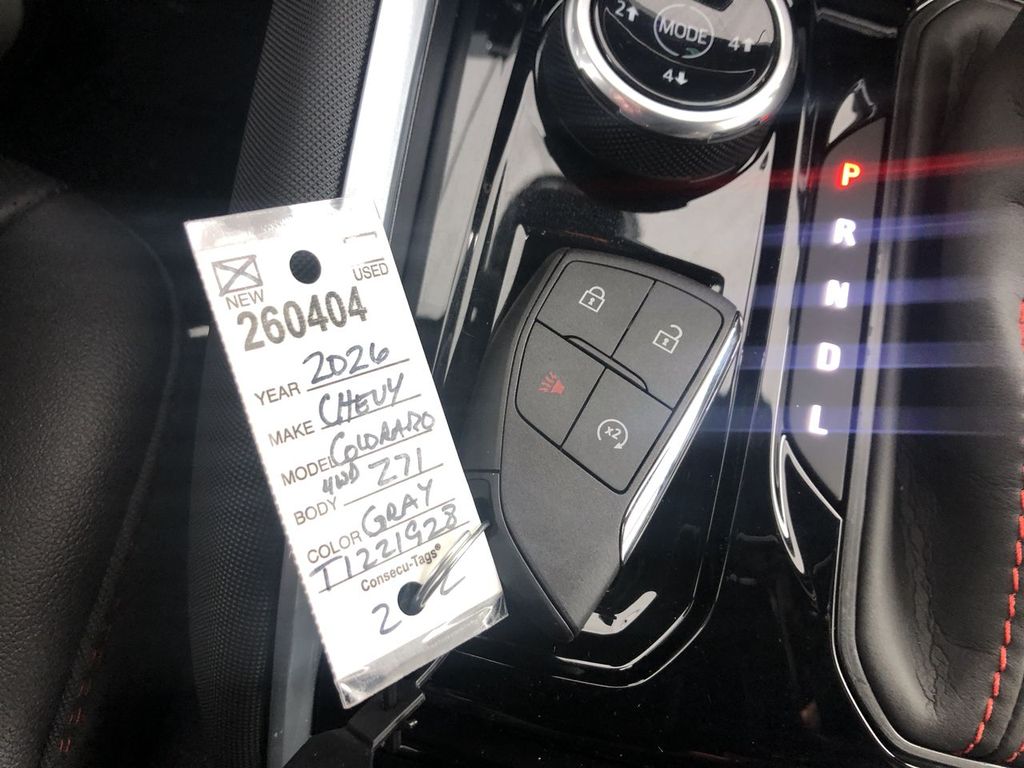 2 MODE 4
4
P
R
N
D
L
NEW USED
260404
YEAR 2026
MAKE CHEVY
MODEL COLORADO
4WD Z71
BODY
COLOR GRAY
T1221928
Consecu-Tags®
2
X2